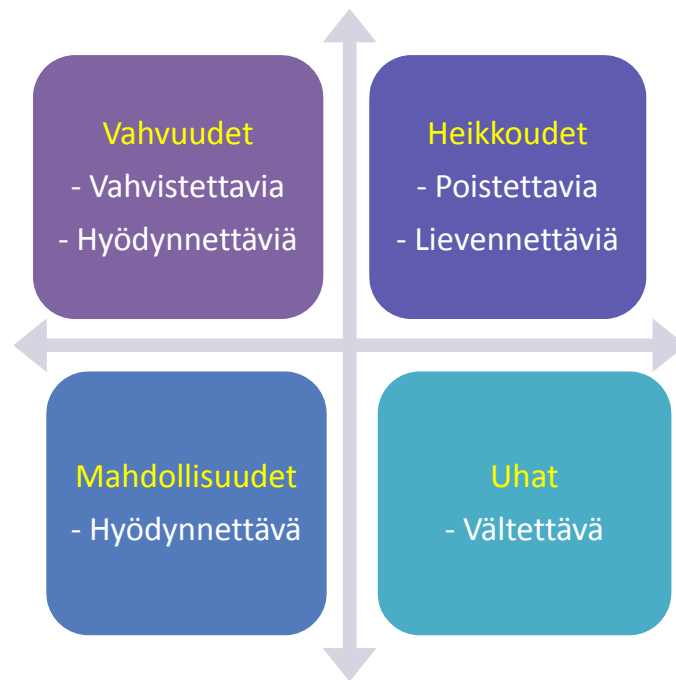 Vahvuudet
- Vahvistettavia
- Hyödynnettäviä
Heikkoudet
- Poistettavia
- Lievennettäviä
Mahdollisuudet
- Hyödynnettävä
Uhat
- Vältettävä